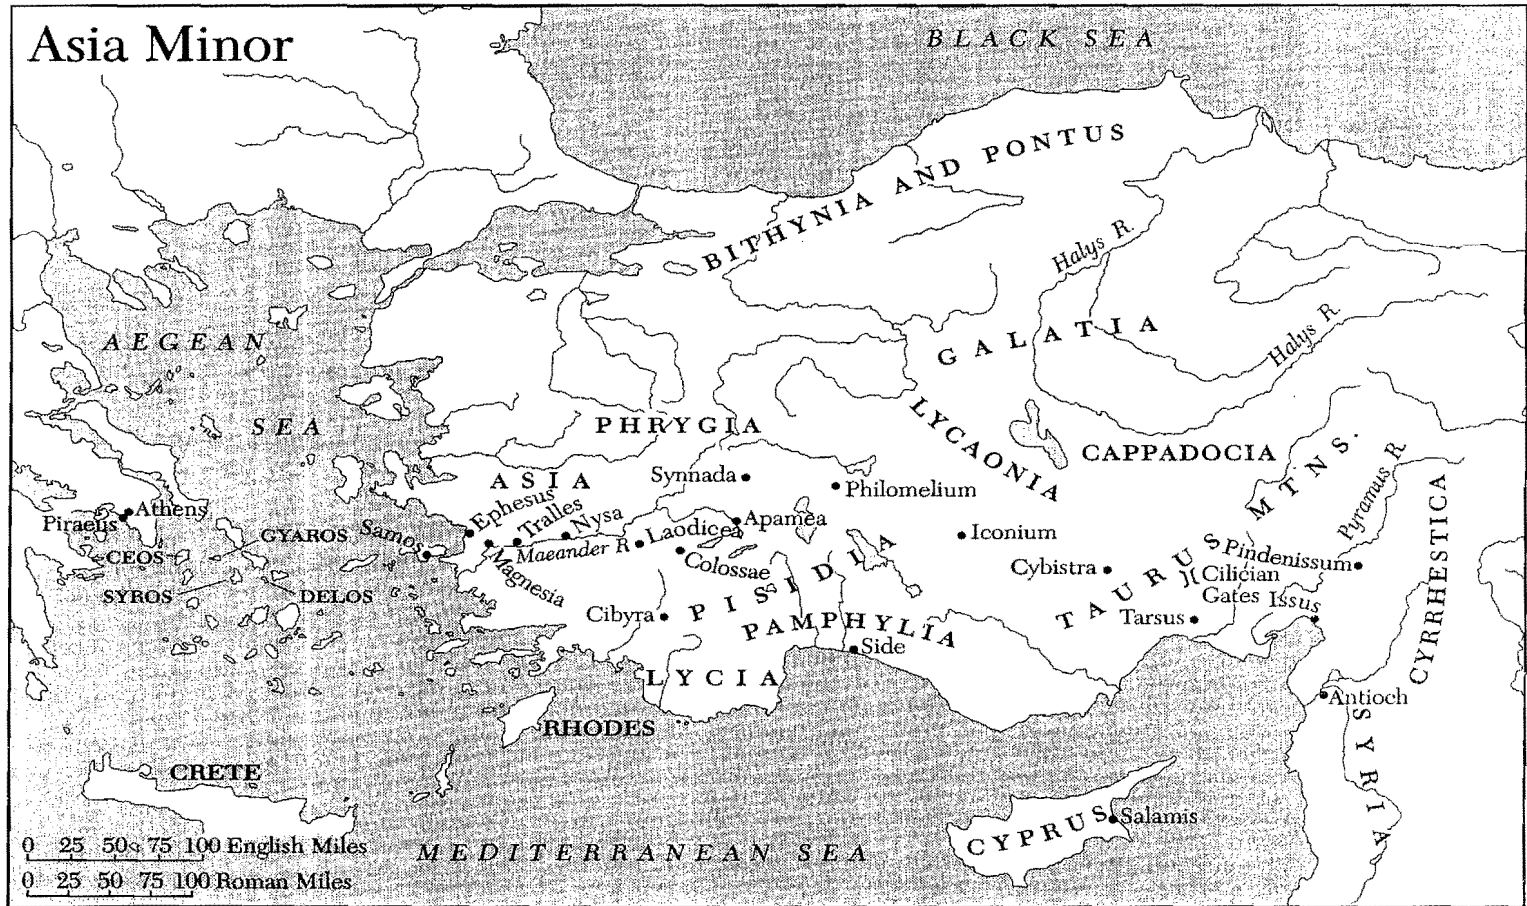 Asia Minor
BLACK SEA
BITHYNIA AND PONTUS
Halys R.
AEGEAN
SEA
GALATIA
Halys R.
PHRYGIA
LYCAONIA
CAPPADOCIA
ASIA
Synnada
Philomelium
TAURUS MTNS.
Pyramus R.
CYRRHESTICA
Athens
Piraeus
CEOS
GYAROS
SYROS
DELOS
Samos
Ephesus
Tralles
Nysa
Maeander R
Magnesia
Laodicea
Apamea
Colossae
Iconium
Cybistra
Pindenissum
Cilician
Gates
Issus
Tarsus
Cibyra
PISIDIA
PAMPHYLIA
Side
LYCIA
Antioch
SYRIA
RHODES
CRETE
CYPRUS
Salamis
MEDITERRANEAN SEA
0 25 50 75 100 English Miles
0 25 50 75 100 Roman Miles